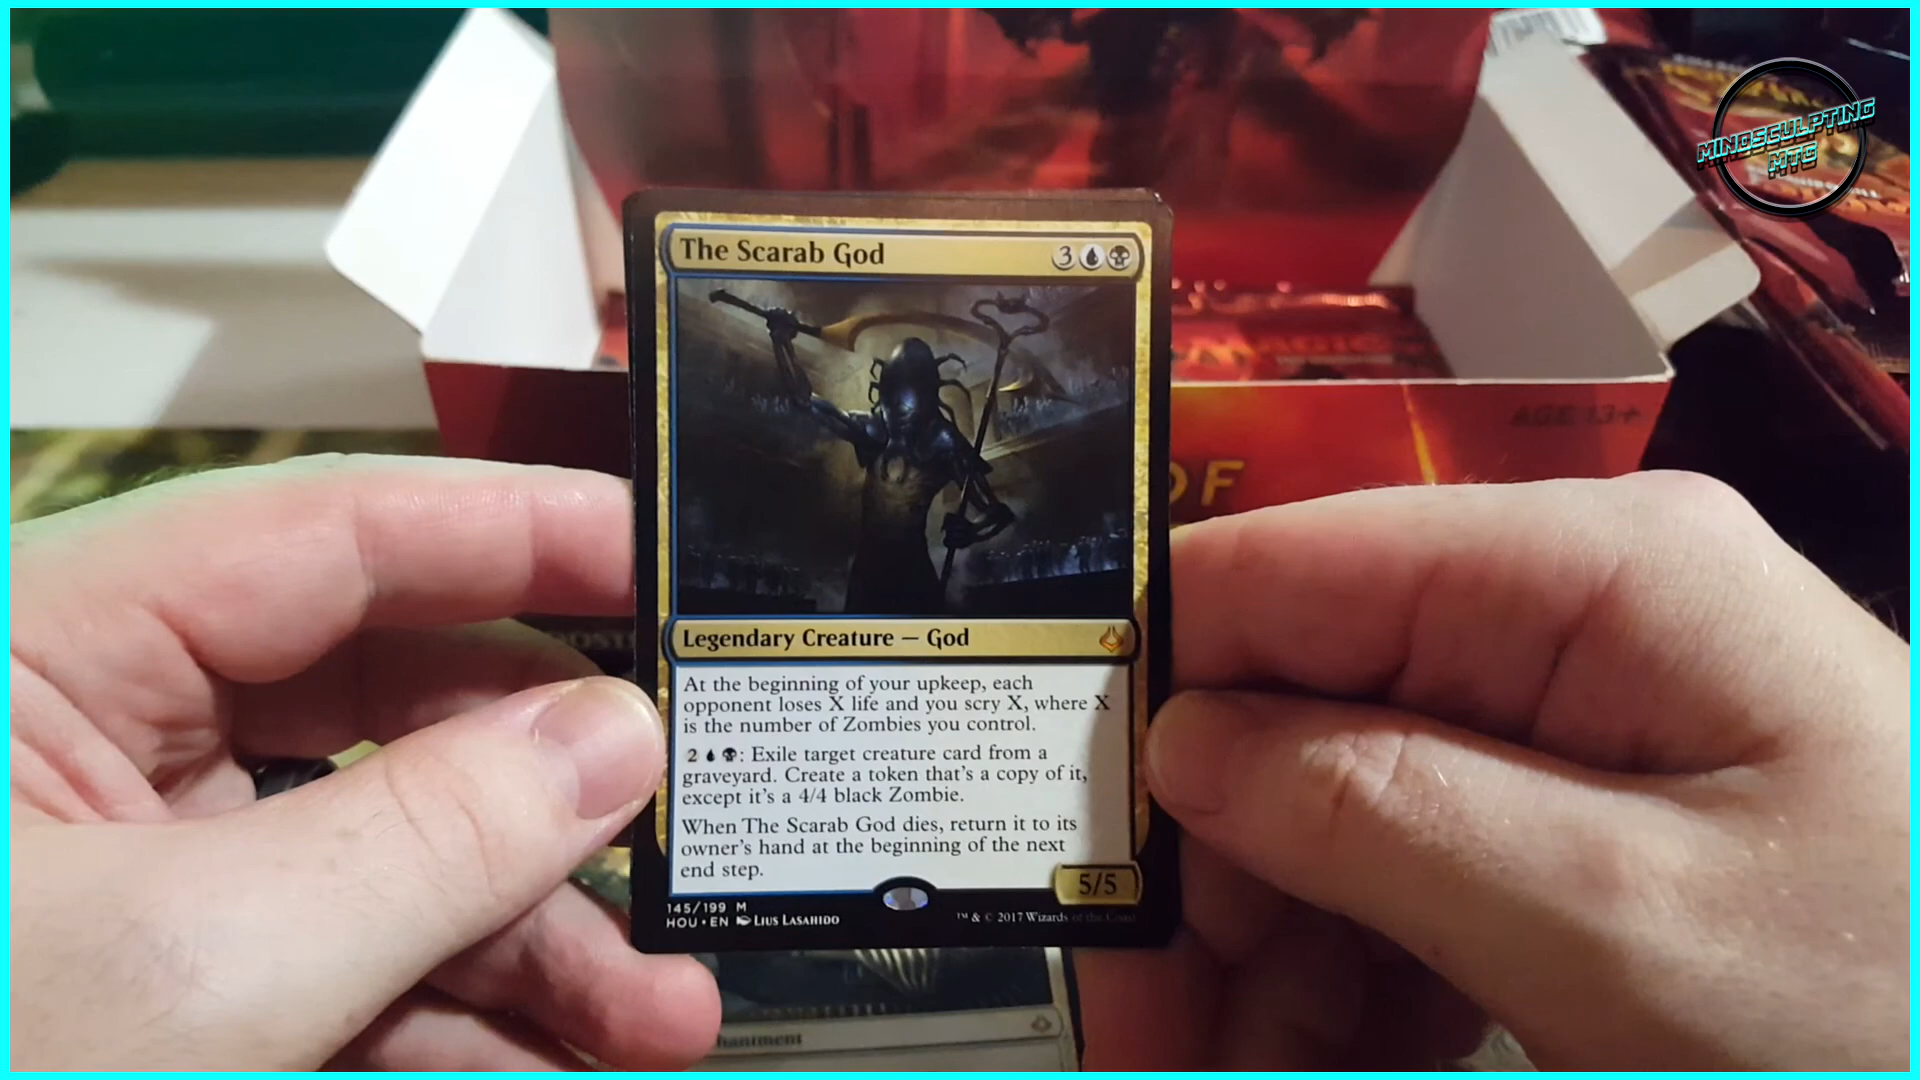 MINDSCULPTING
MTG
The Scarab God
3
MAGIC
AGE 13+
OF
Legendary Creature — God
At the beginning of your upkeep, each
opponent loses X life and you scry X, where X
is the number of Zombies you control.
2 : Exile target creature card from a
graveyard. Create a token that's a copy of it,
except it's a 4/4 black Zombie.
When The Scarab God dies, return it to its
owner's hand at the beginning of the next
end step.
5/5
145/199 M
HOU • EN LIUS LASAHIDO
™ & © 2017 Wizards of the Coast